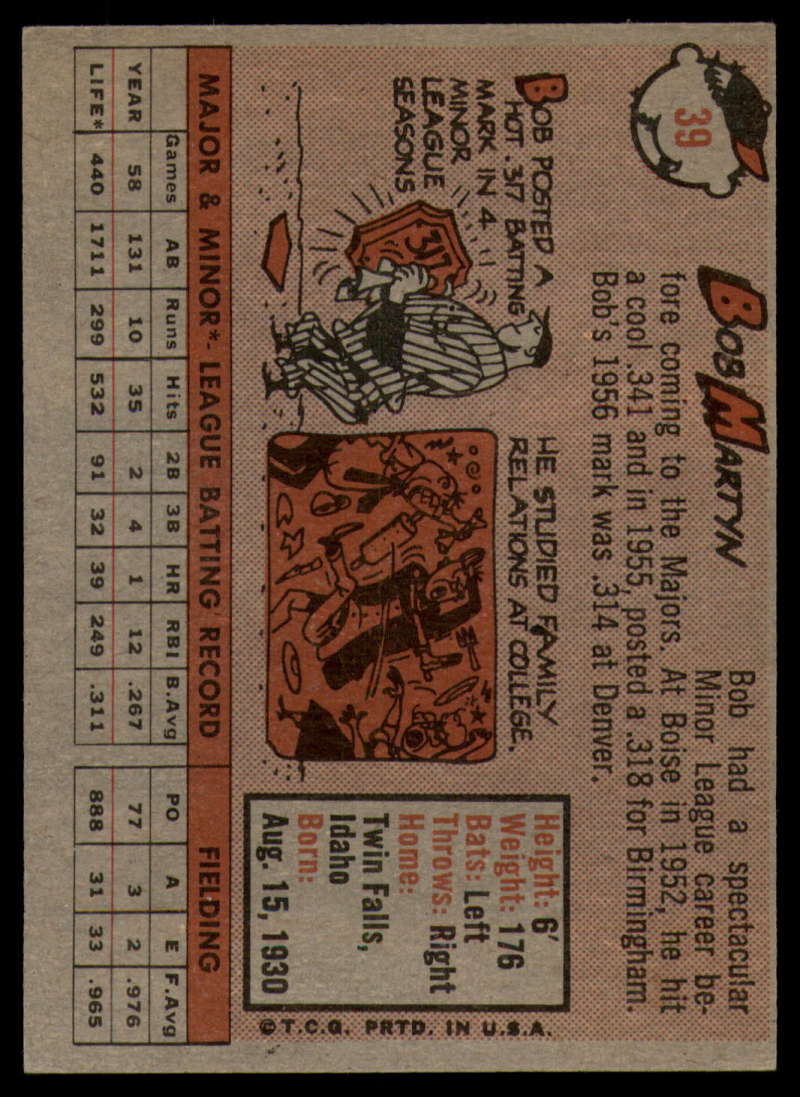 39
BOB MARTYN
Bob had a spectacular
Minor League career be-
fore coming to the Majors. At Boise in 1952, he hit
a cool .341 and in 1955, posted a .318 for Birmingham.
Bob's 1956 mark was .314 at Denver.
BOB POSTED A
HOT .317 BATTING
MARK IN 4
MINOR
LEAGUE
SEASONS
.317
HE STUDIED FAMILY
RELATIONS AT COLLEGE.
Height: 6'
Weight: 176
Bats: Left
Throws: Right
Home:
Twin Falls,
Idaho
Born:
Aug. 15, 1930
©T.C.G. PRTD. IN U.S.A.
MAJOR & MINOR*- LEAGUE BATTING RECORD FIELDING
Games AB Runs Hits 2B 3B HR RBI B.Avg PO A E F.Avg
YEAR 58 131 10 35 2 4 1 12 .267 77 3 2 .976
LIFE* 440 1711 299 532 91 32 39 249 .311 888 31 33 .965